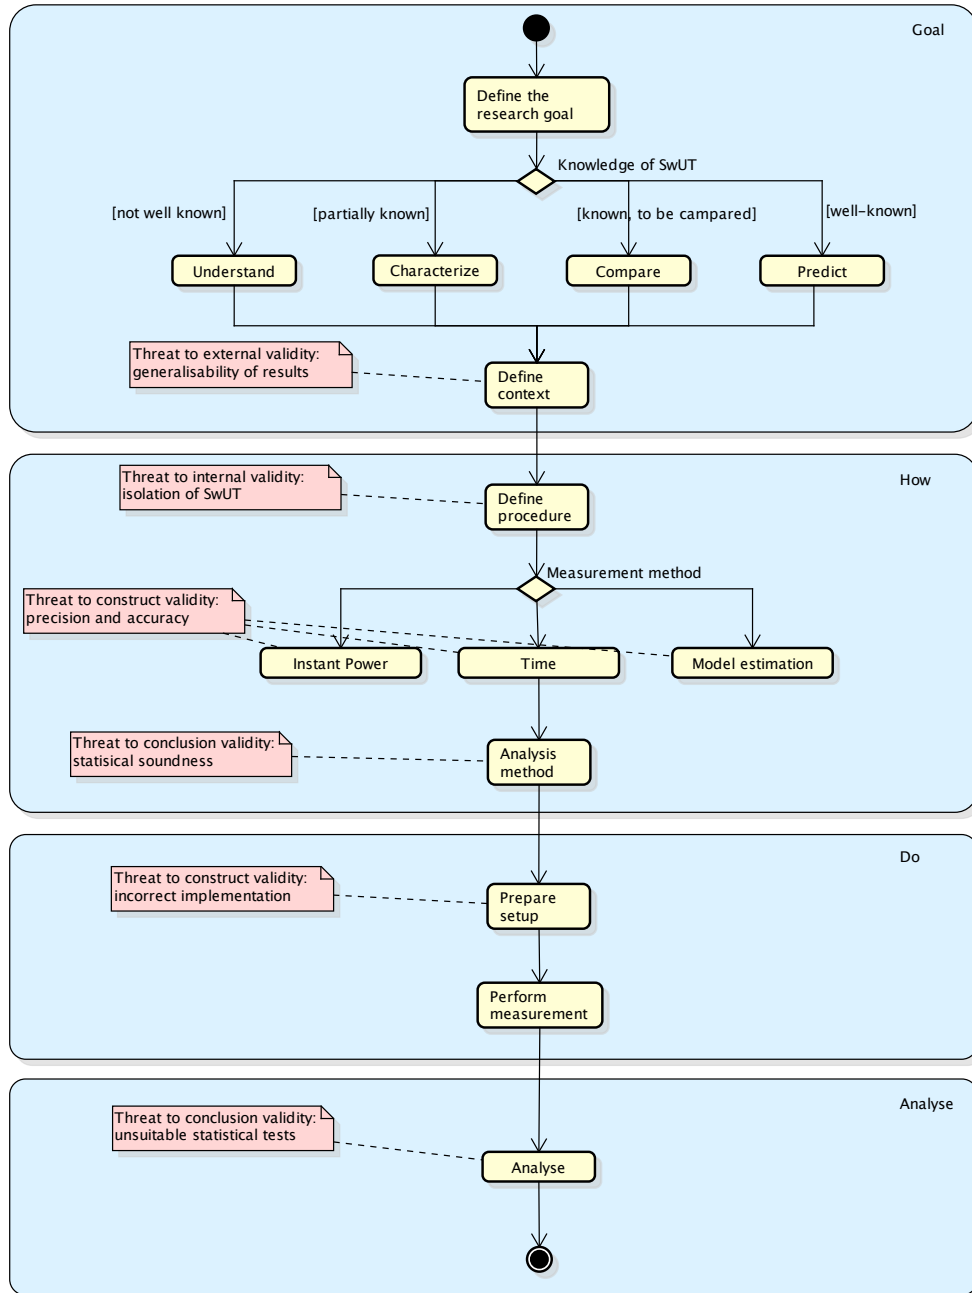 Goal
Define the
research goal
Knowledge of SwUT
[not well known]
[partially known]
[known, to be campared]
[well-known]
Understand
Characterize
Compare
Predict
Threat to external validity:
generalisability of results
Define
context
How
Threat to internal validity:
isolation of SwUT
Define
procedure
Measurement method
Threat to construct validity:
precision and accuracy
Instant Power
Time
Model estimation
Threat to conclusion validity:
statisical soundness
Analysis
method
Do
Threat to construct validity:
incorrect implementation
Prepare
setup
Perform
measurement
Analyse
Threat to conclusion validity:
unsuitable statistical tests
Analyse